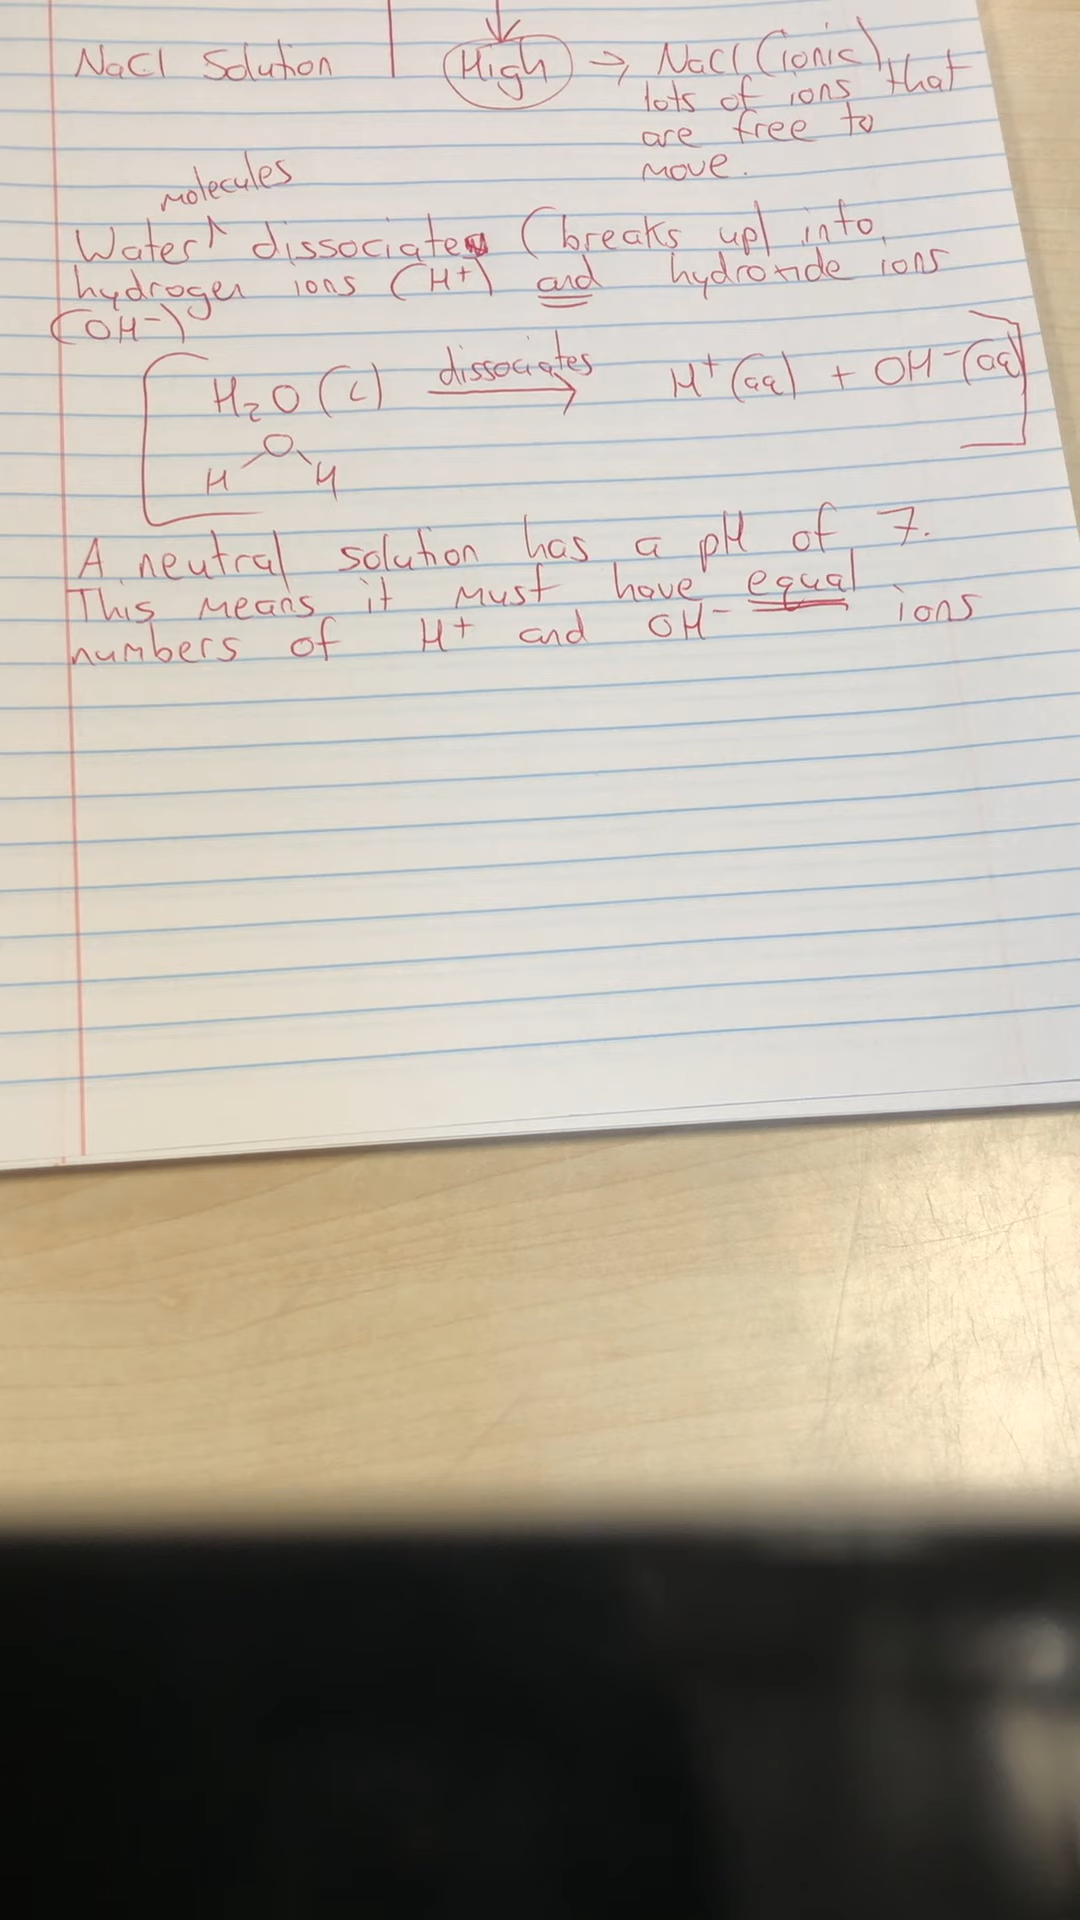 NaCl Solution
High → NaCl (ionic)
lots of ions that
are free to
move.
molecules
Water ^ dissociate (breaks up) into
hydrogen ions (H+) and hydroxide ions
(OH-)
H₂O (L) dissociates → H⁺(aq) + OH⁻(aq)
O
H H
A neutral solution has a pH of 7.
This means it must have equal
numbers of H+ and OH⁻ ions